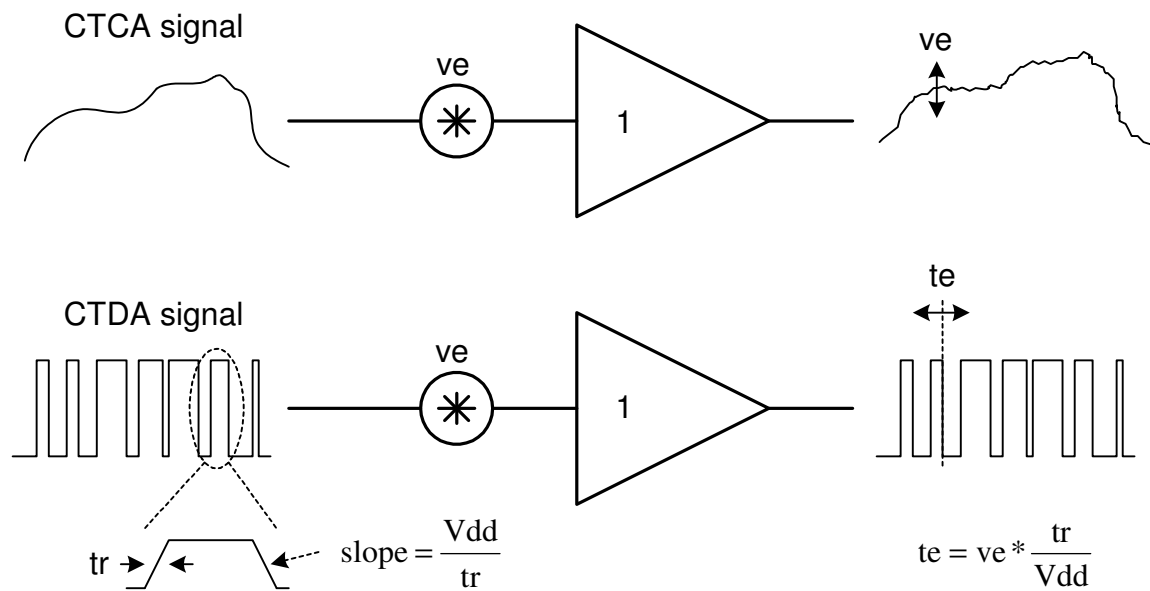 CTCA signal
ve
1
ve
CTDA signal
ve
1
te
tr
slope = Vdd / tr
te = ve * tr / Vdd